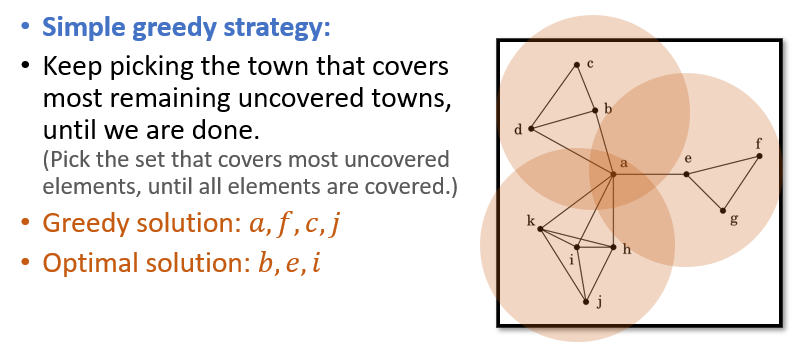 • Simple greedy strategy:
• Keep picking the town that covers
most remaining uncovered towns,
until we are done.
(Pick the set that covers most uncovered
elements, until all elements are covered.)
• Greedy solution: a, f, c, j
• Optimal solution: b, e, i
c
b
d
a
e
f
g
k
i
h
j